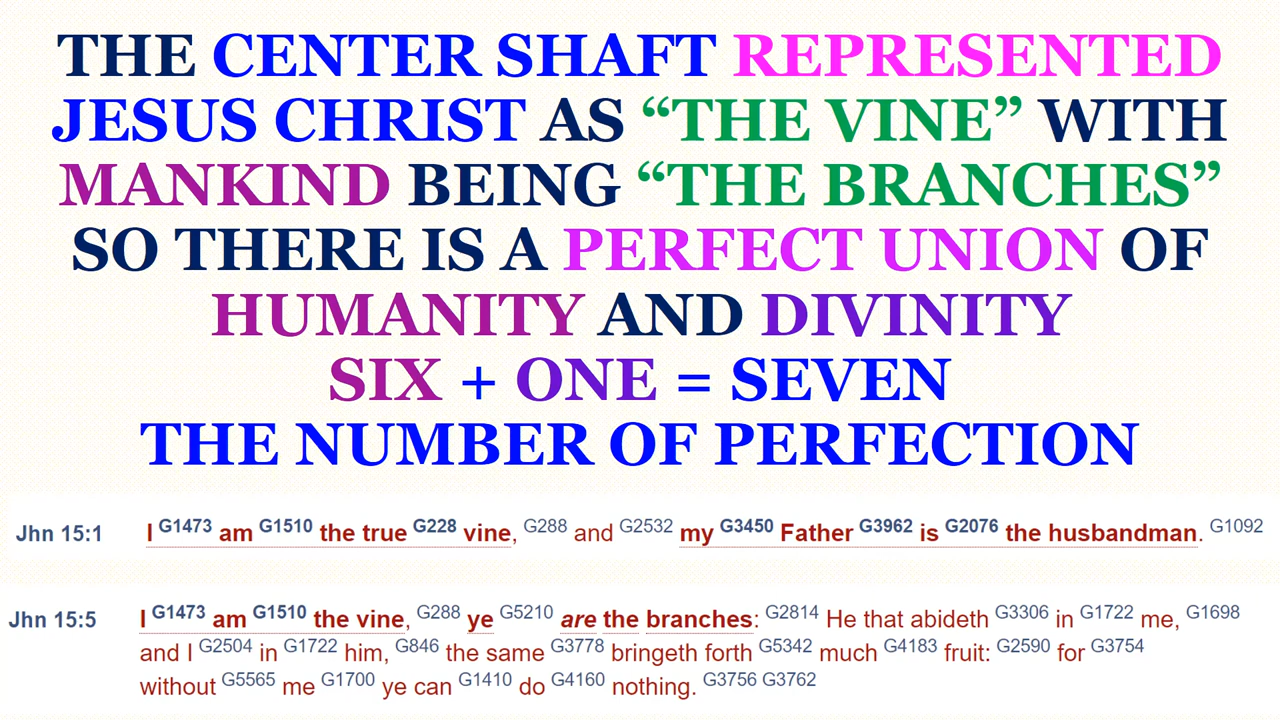 THE CENTER SHAFT REPRESENTED
JESUS CHRIST AS “THE VINE” WITH
MANKIND BEING “THE BRANCHES”
SO THERE IS A PERFECT UNION OF
HUMANITY AND DIVINITY
SIX + ONE = SEVEN
THE NUMBER OF PERFECTION
Jhn 15:1 I G1473 am G1510 the true G228 vine, G288 and G2532 my G3450 Father G3962 is G2076 the husbandman. G1092
Jhn 15:5 I G1473 am G1510 the vine, G288 ye G5210 are the branches: G2814 He that abideth G3306 in G1722 me, G1698
and I G2504 in G1722 him, G846 the same G3778 bringeth forth G5342 much G4183 fruit: G2590 for G3754
without G5565 me G1700 ye can G1410 do G4160 nothing. G3756 G3762